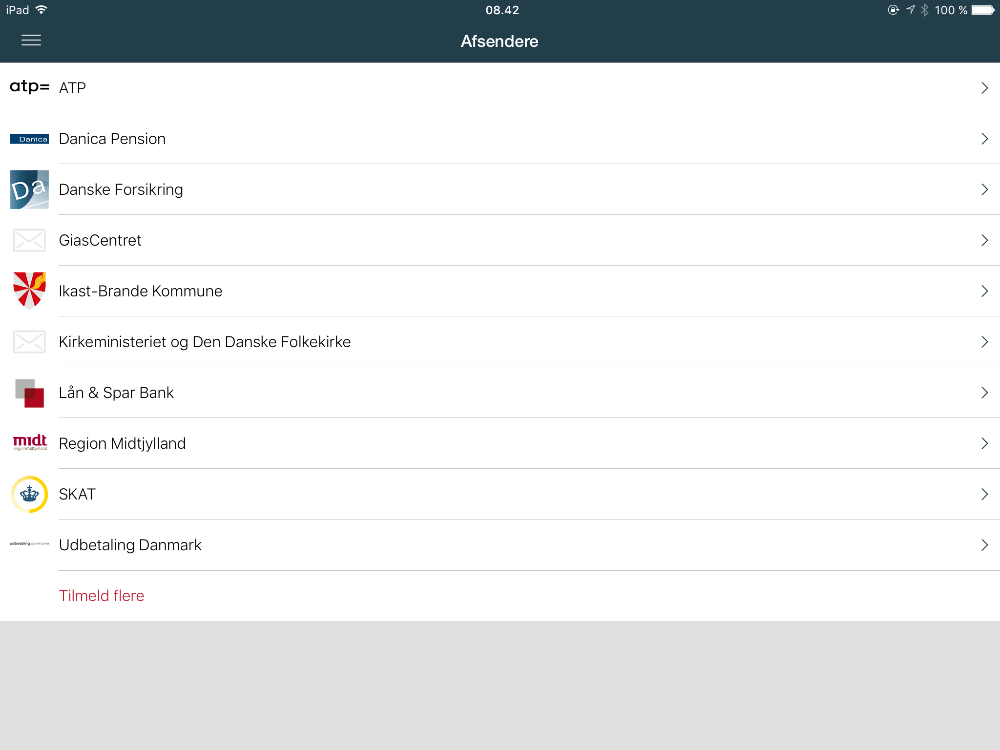 iPad 08.42 100 %
Afsendere
atp= ATP
Danica Danica Pension
Da Danske Forsikring
GiasCentret
Ikast-Brande Kommune
Kirkeministeriet og Den Danske Folkekirke
Lån & Spar Bank
midt
regionmidtjylland
Region Midtjylland
SKAT
udbetaling danmark= Udbetaling Danmark
Tilmeld flere